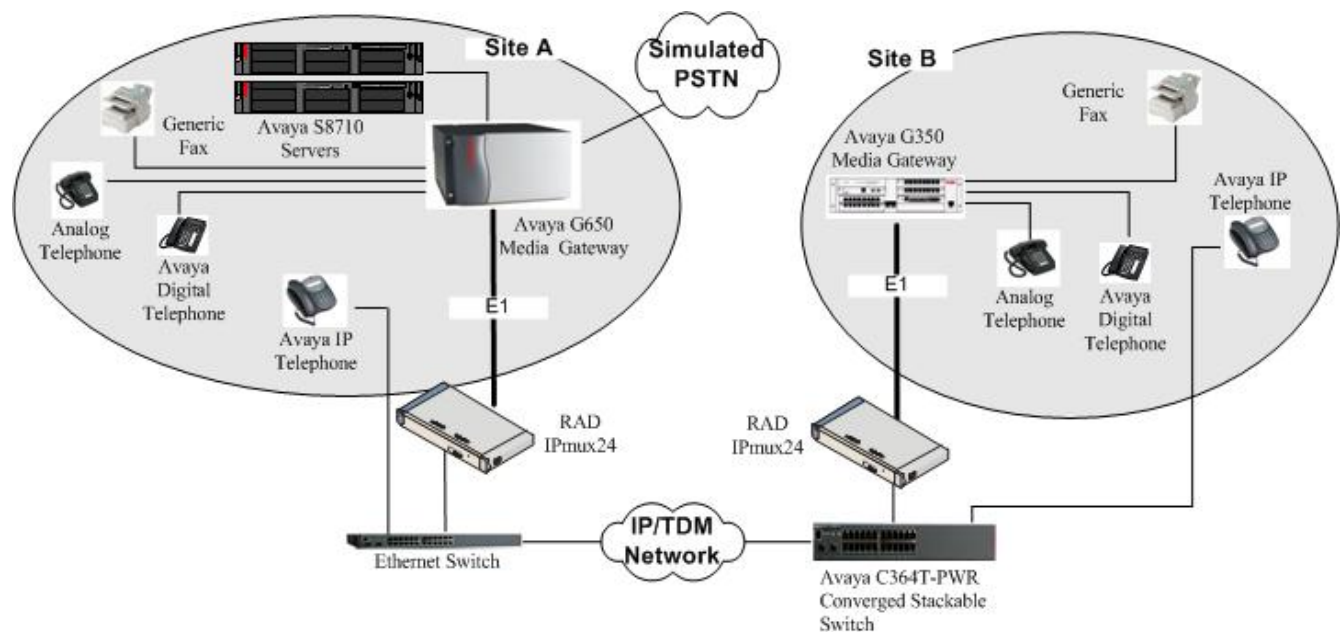 Site A
Simulated
PSTN
Site B
Generic
Fax
Avaya S8710
Servers
Generic
Fax
Avaya G350
Media Gateway
Avaya IP
Telephone
Analog
Telephone
Avaya
Digital
Telephone
Avaya G650
Media Gateway
Avaya IP
Telephone
E1
E1
Analog
Telephone
Avaya
Digital
Telephone
RAD
IPmux24
RAD
IPmux24
IP/TDM
Network
Ethernet Switch
Avaya C364T-PWR
Converged Stackable
Switch